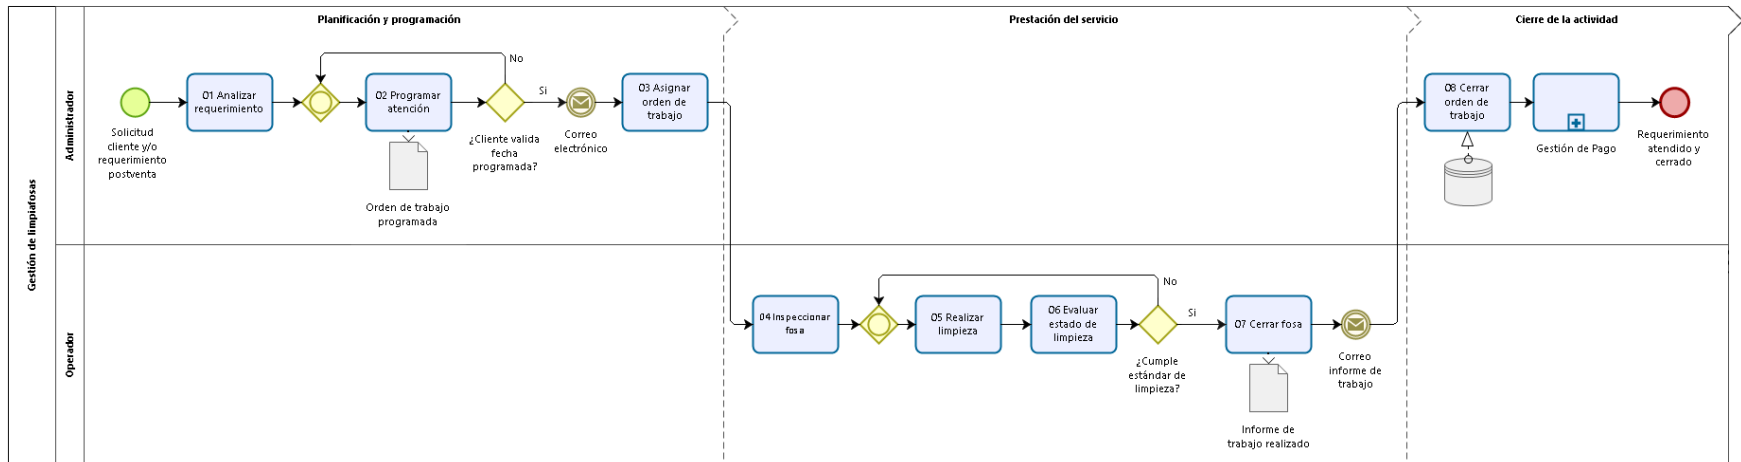 Planificación y programación
Prestación del servicio
Cierre de la actividad
Gestión de limpiafosas
Administrador
Solicitud
cliente y/o
requerimiento
postventa
01 Analizar
requerimiento
02 Programar
atención
Orden de trabajo
programada
No
¿Cliente valida
fecha
programada?
Si
Correo
electrónico
03 Asignar
orden de
trabajo
08 Cerrar
orden de
trabajo
Gestión de Pago
Requerimiento
atendido y
cerrado
Operador
04 Inspeccionar
fosa
05 Realizar
limpieza
06 Evaluar
estado de
limpieza
No
¿Cumple
estándar de
limpieza?
Si
07 Cerrar fosa
Informe de
trabajo realizado
Correo
informe de
trabajo